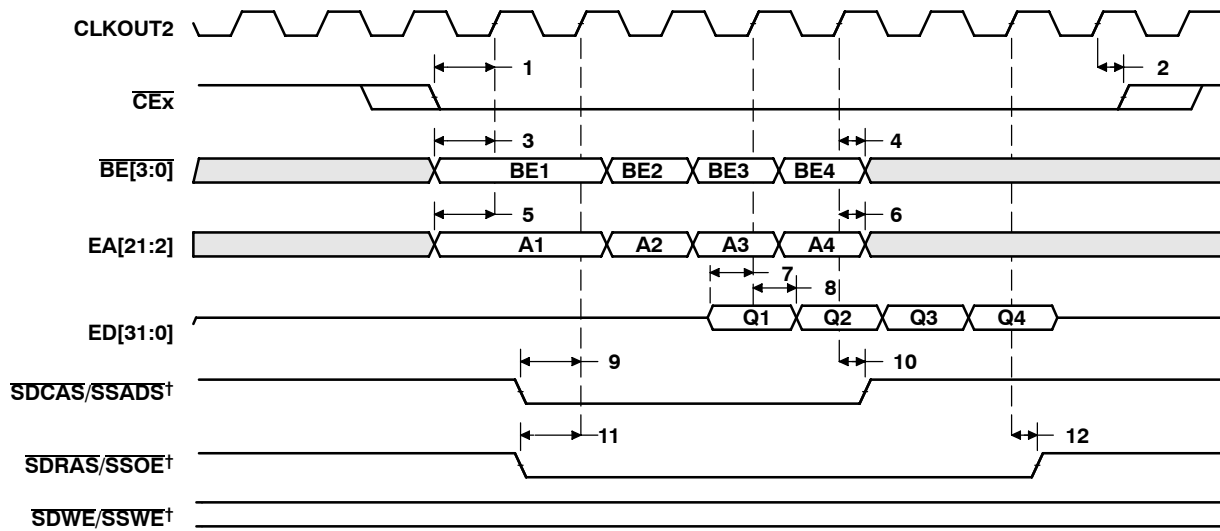 CLKOUT2
1
2
CEx
3
4
BE[3:0]
BE1
BE2
BE3
BE4
5
6
EA[21:2]
A1
A2
A3
A4
7
8
ED[31:0]
Q1
Q2
Q3
Q4
9
10
SDCAS/SSADS†
11
12
SDRAS/SSOE†
SDWE/SSWE†